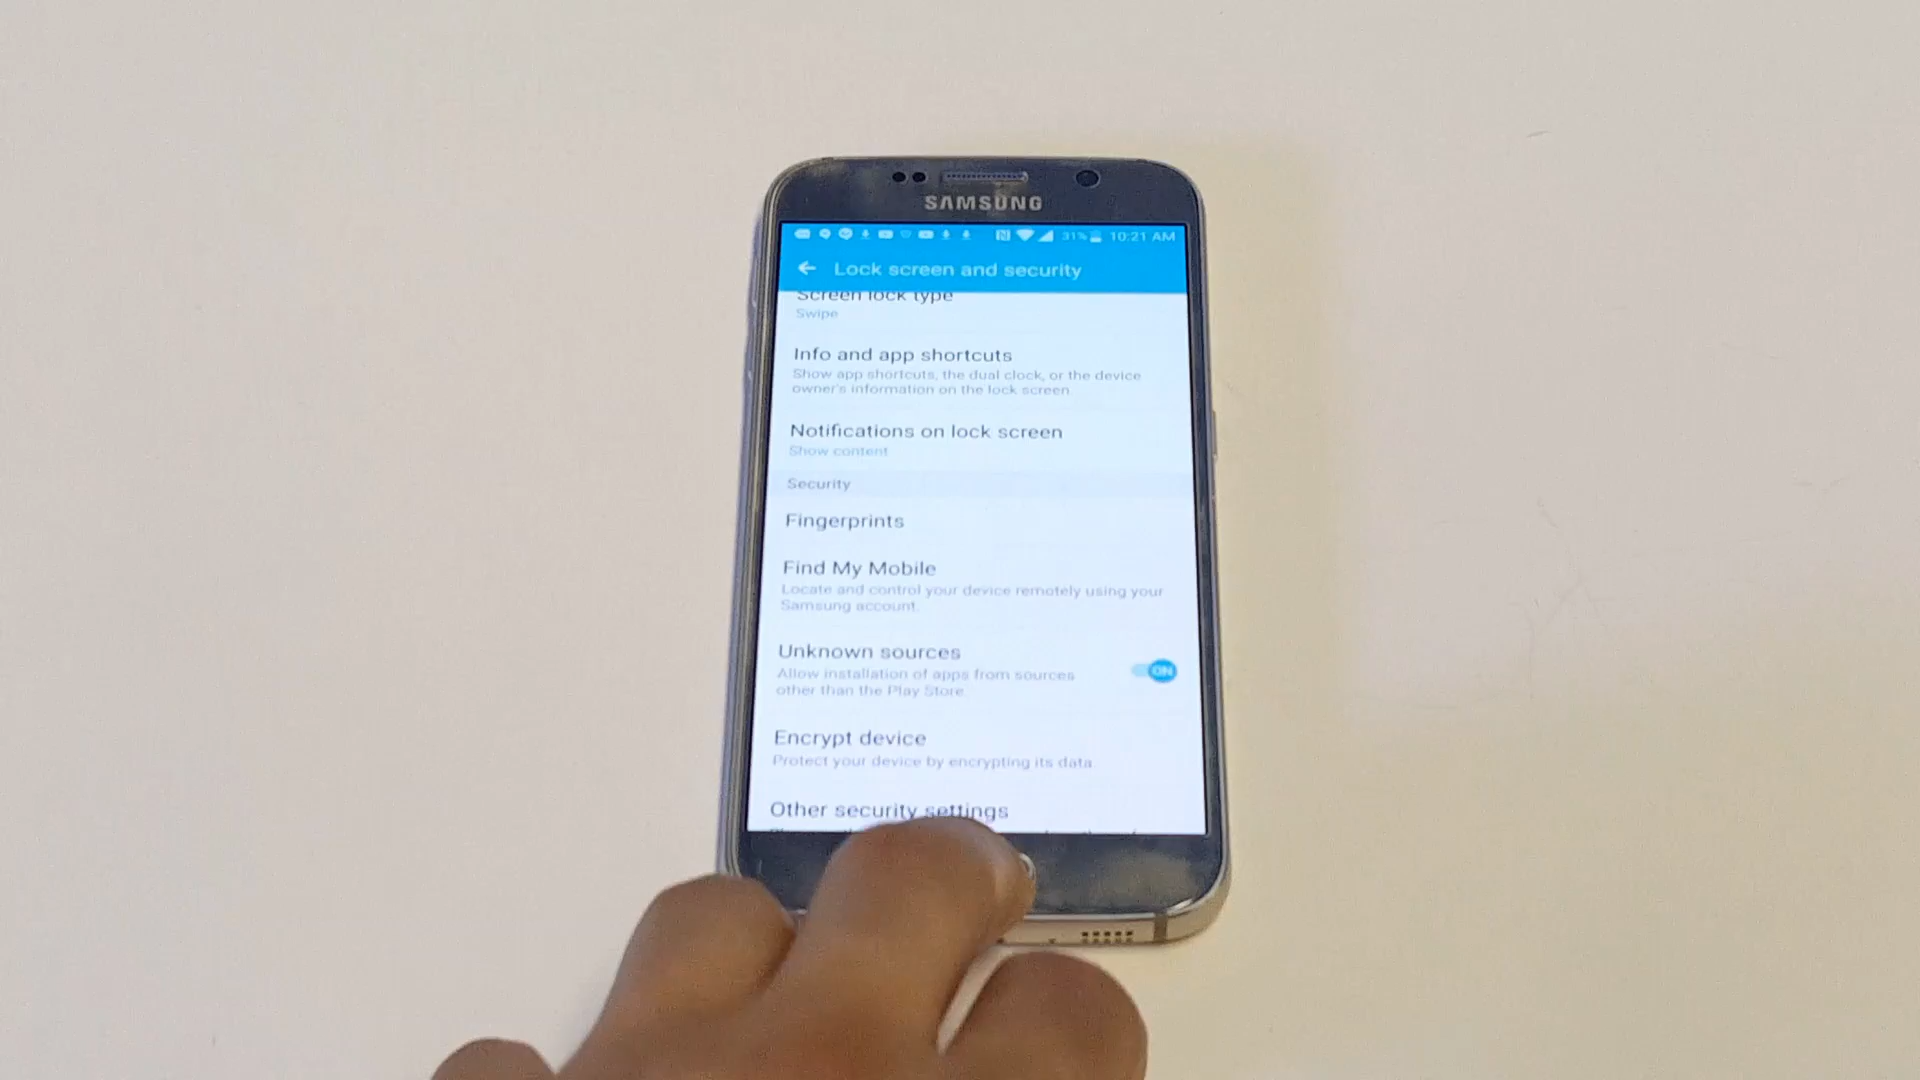 SAMSUNG
31% 10:21 AM
Lock screen and security
Screen lock type
Swipe
Info and app shortcuts
Show app shortcuts, the dual clock, or the device
owner's information on the lock screen
Notifications on lock screen
Show content
Security
Fingerprints
Find My Mobile
Locate and control your device remotely using your
Samsung account.
Unknown sources
ON
Allow installation of apps from sources
other than the Play Store.
Encrypt device
Protect your device by encrypting its data.
Other security settings